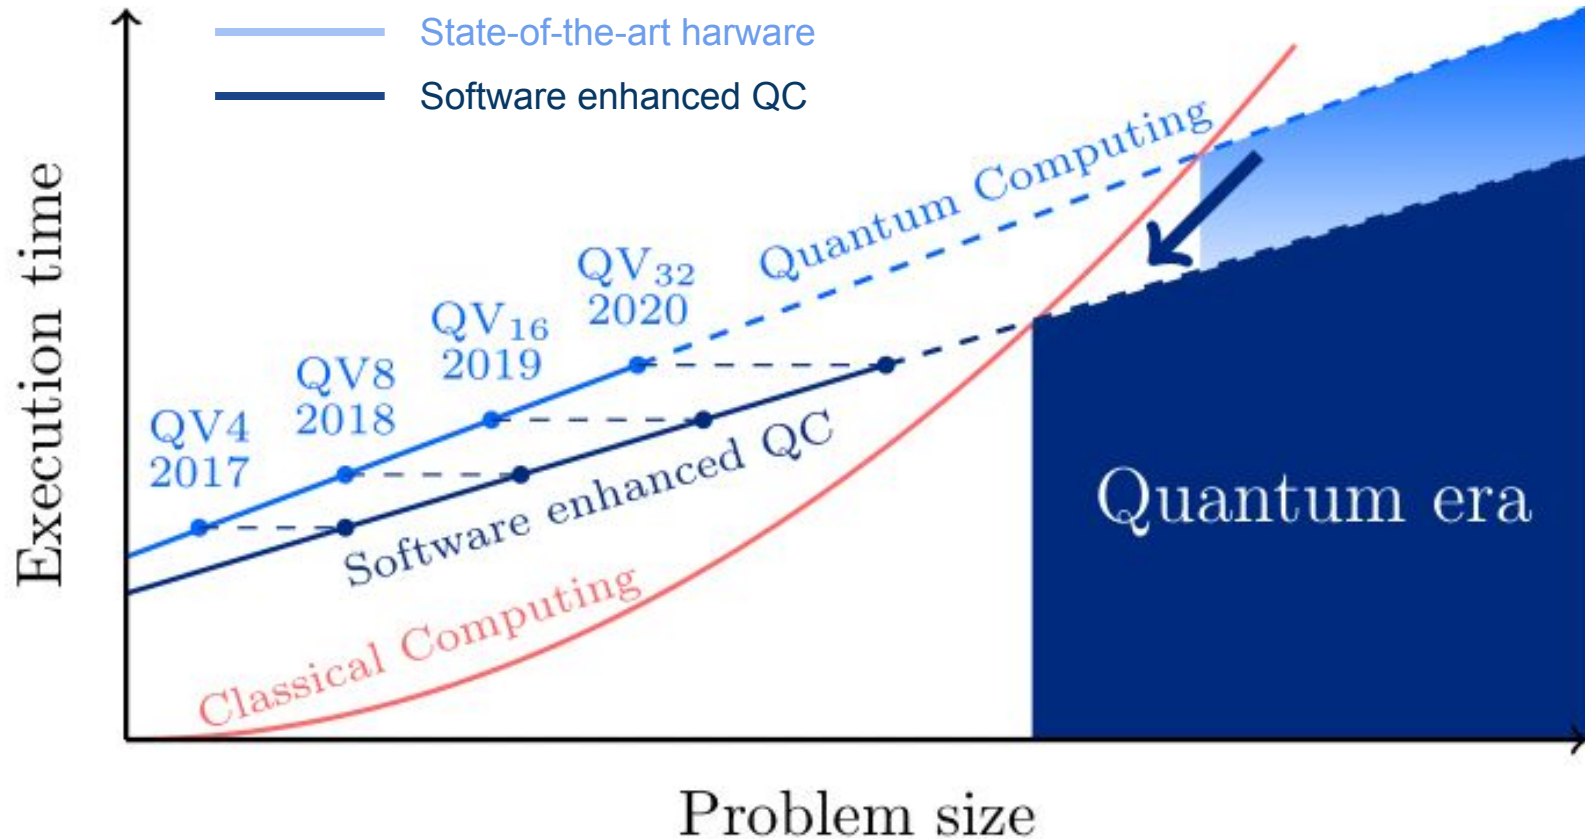 State-of-the-art harware
Software enhanced QC
Execution time
QV4
2017
QV8
2018
QV₁₆
2019
QV₃₂
2020
Quantum Computing
Software enhanced QC
Classical Computing
Quantum era
Problem size